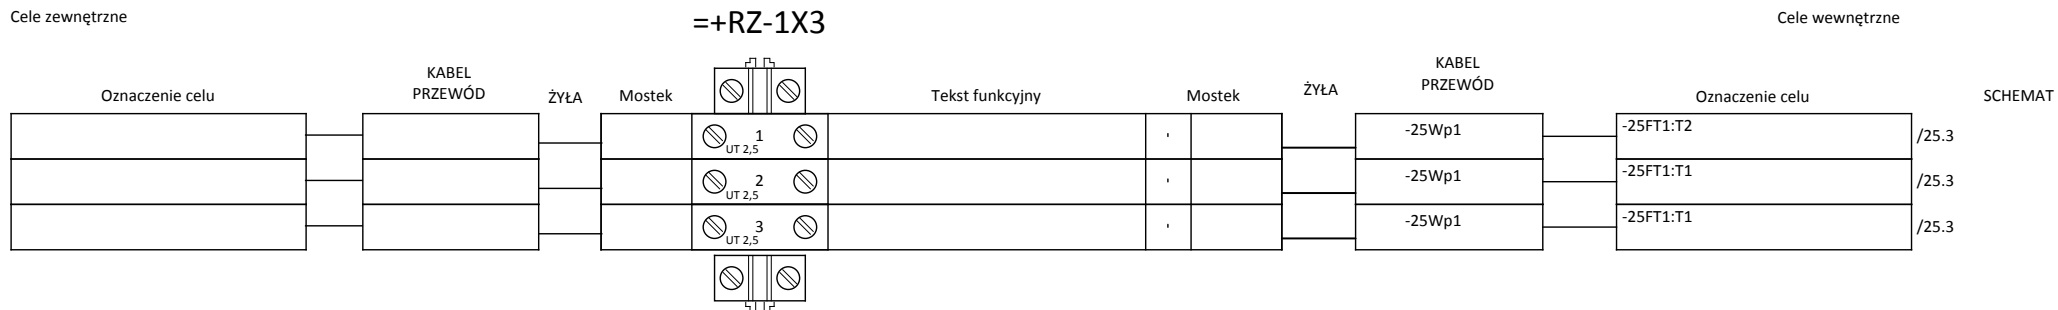 Cele zewnętrzne
=+RZ-1X3
Cele wewnętrzne
Oznaczenie celu
KABEL
PRZEWÓD
ŻYŁA
Mostek
Tekst funkcyjny
Mostek
ŻYŁA
KABEL
PRZEWÓD
Oznaczenie celu
SCHEMAT
1
UT 2,5
-25Wp1
-25FT1:T2
/25.3
2
UT 2,5
-25Wp1
-25FT1:T1
/25.3
3
UT 2,5
-25Wp1
-25FT1:T1
/25.3